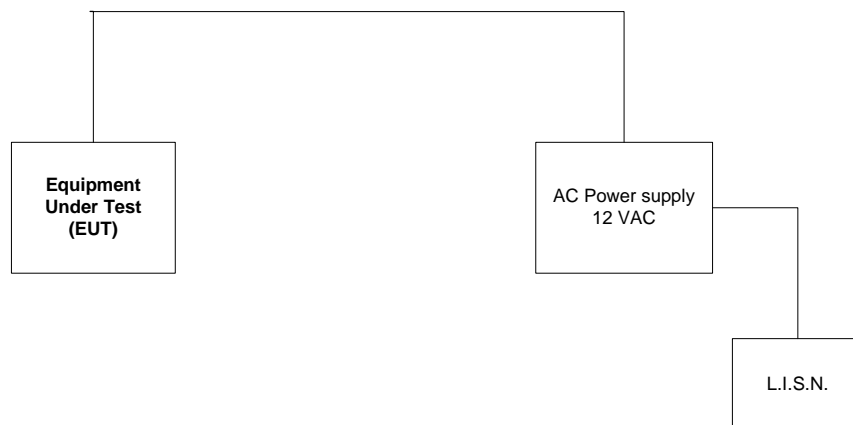 Equipment
Under Test
(EUT)
AC Power supply
12 VAC
L.I.S.N.